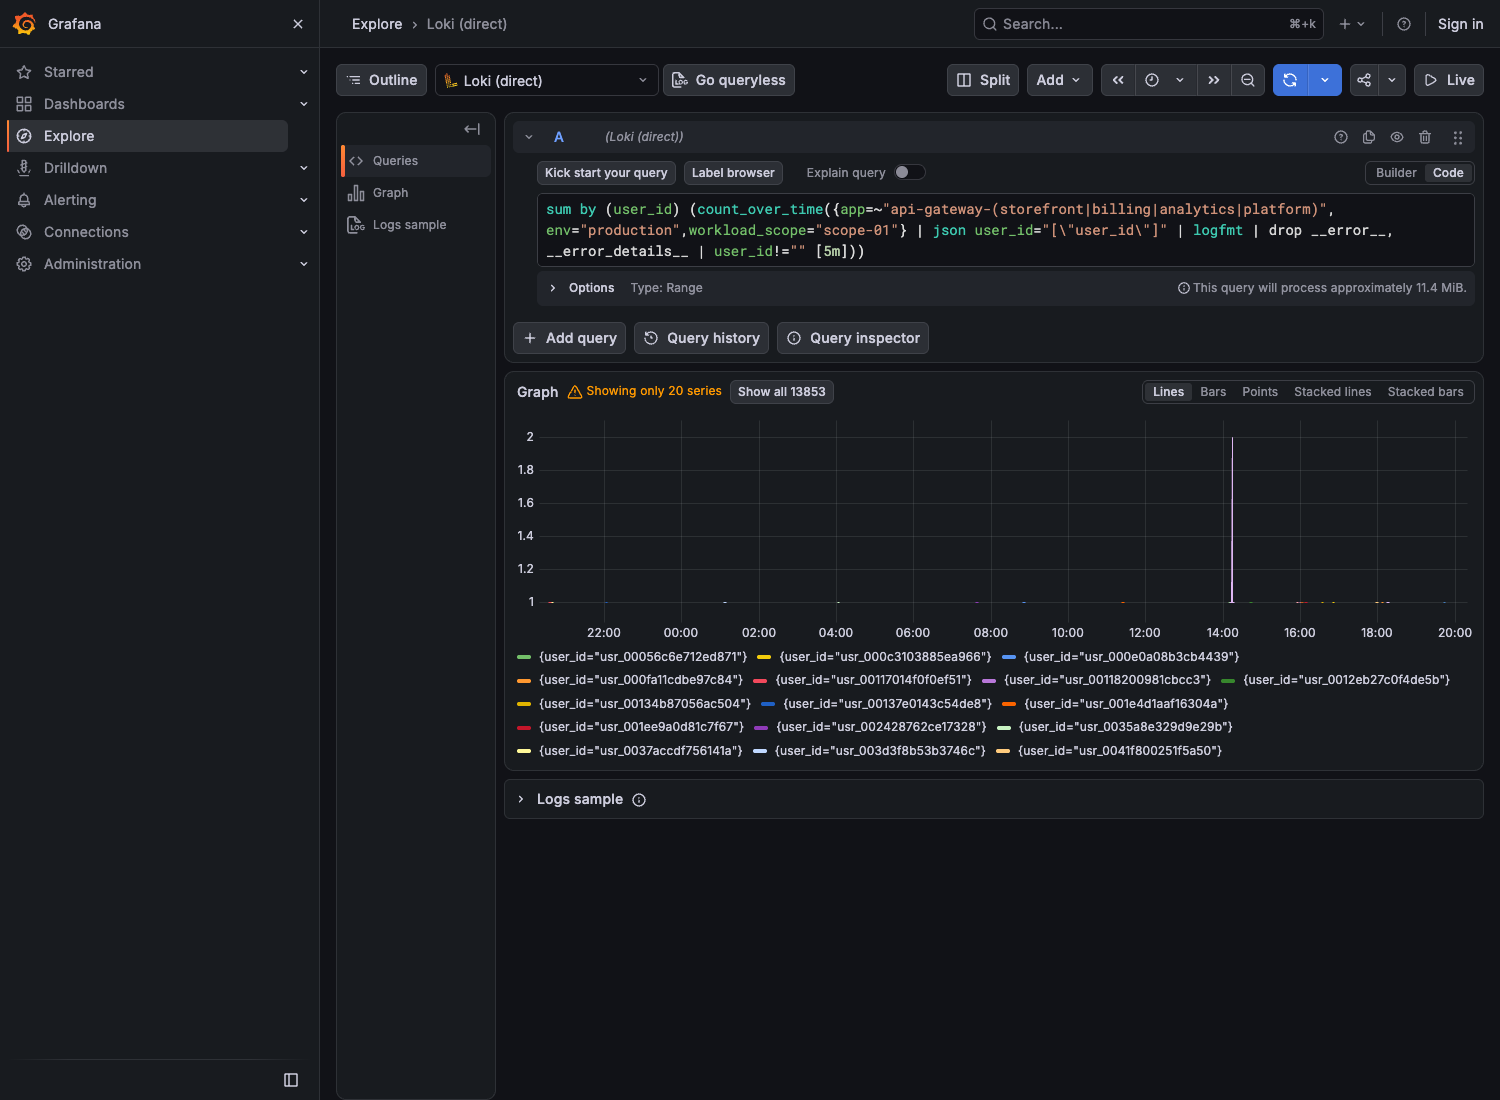 Grafana
Explore › Loki (direct)
Search...
⌘+k
Sign in
Starred
Dashboards
Explore
Drilldown
Alerting
Connections
Administration
Outline
Loki (direct)
Go queryless
Split
Add
Live
Queries
Graph
Logs sample
A
(Loki (direct))
Kick start your query
Label browser
Explain query
Builder
Code
sum by (user_id) (count_over_time({app=~"api-gateway-(storefront|billing|analytics|platform)",
env="production",workload_scope="scope-01"} | json user_id="[\"user_id\"]" | logfmt | drop __error__,
__error_details__ | user_id!="" [5m]))
Options
Type: Range
This query will process approximately 11.4 MiB.
Add query
Query history
Query inspector
Graph
Showing only 20 series
Show all 13853
Lines
Bars
Points
Stacked lines
Stacked bars
2
1.8
1.6
1.4
1.2
1
22:00 00:00 02:00 04:00 06:00 08:00 10:00 12:00 14:00 16:00 18:00 20:00
{user_id="usr_00056c6e712ed871"} {user_id="usr_000c3103885ea966"} {user_id="usr_000e0a08b3cb4439"}
{user_id="usr_000fa11cdbe97c84"} {user_id="usr_00117014f0f0ef51"} {user_id="usr_00118200981cbcc3"} {user_id="usr_0012eb27c0f4de5b"}
{user_id="usr_00134b87056ac504"} {user_id="usr_00137e0143c54de8"} {user_id="usr_001e4d1aaf16304a"}
{user_id="usr_001ee9a0d81c7f67"} {user_id="usr_002428762ce17328"} {user_id="usr_0035a8e329d9e29b"}
{user_id="usr_0037accdf756141a"} {user_id="usr_003d3f8b53b3746c"} {user_id="usr_0041f800251f5a50"}
Logs sample